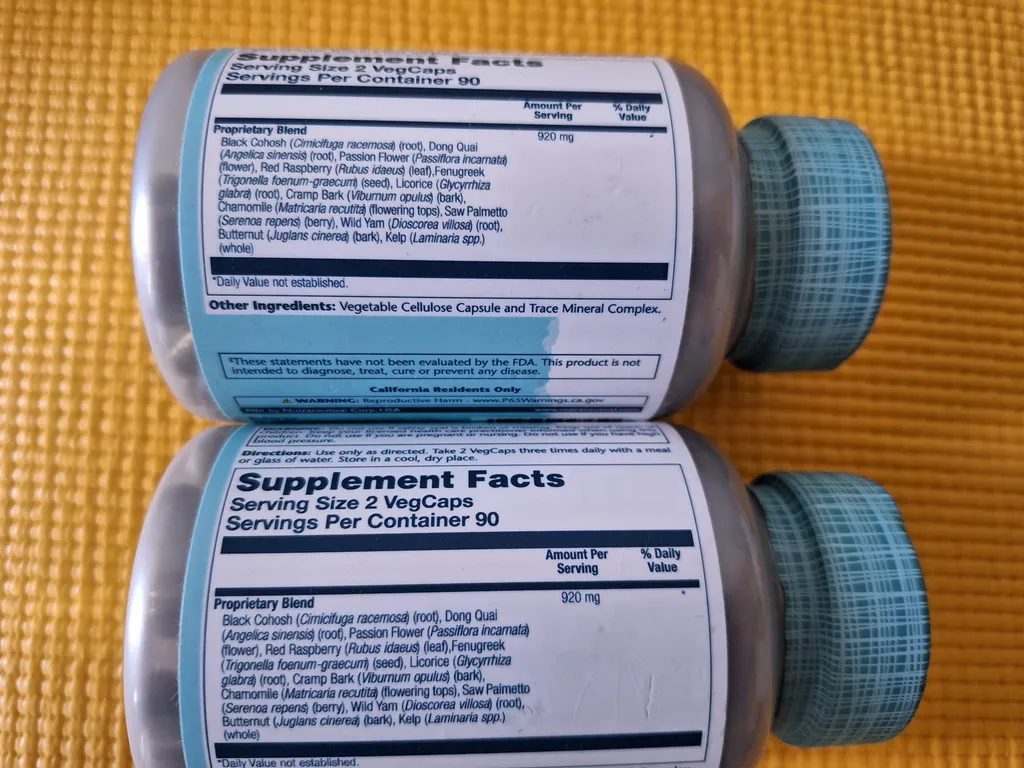 Supplement Facts
Serving Size 2 VegCaps
Servings Per Container 90
Amount Per Serving
% Daily Value
Proprietary Blend 920 mg *
Black Cohosh (Cimicifuga racemosa) (root), Dong Quai
(Angelica sinensis) (root), Passion Flower (Passiflora incarnata)
(flower), Red Raspberry (Rubus idaeus) (leaf),Fenugreek
(Trigonella foenum-graecum) (seed), Licorice (Glycyrrhiza
glabra) (root), Cramp Bark (Viburnum opulus) (bark),
Chamomile (Matricaria recutita) (flowering tops), Saw Palmetto
(Serenoa repens) (berry), Wild Yam (Dioscorea villosa) (root),
Butternut (Juglans cinerea) (bark), Kelp (Laminaria spp.)
(whole)
*Daily Value not established.
Other Ingredients: Vegetable Cellulose Capsule and Trace Mineral Complex.
‡These statements have not been evaluated by the FDA. This product is not
intended to diagnose, treat, cure or prevent any disease.
California Residents Only
⚠ WARNING: Reproductive Harm - www.P65Warnings.ca.gov
by Nutraceutical Corp. USA
product. Do not use if you are pregnant or nursing. Do not use if you have high
blood pressure.
Directions: Use only as directed. Take 2 VegCaps three times daily with a meal
or glass of water. Store in a cool, dry place.
Supplement Facts
Serving Size 2 VegCaps
Servings Per Container 90
Amount Per Serving
% Daily Value
Proprietary Blend 920 mg *
Black Cohosh (Cimicifuga racemosa) (root), Dong Quai
(Angelica sinensis) (root), Passion Flower (Passiflora incarnata)
(flower), Red Raspberry (Rubus idaeus) (leaf),Fenugreek
(Trigonella foenum-graecum) (seed), Licorice (Glycyrrhiza
glabra) (root), Cramp Bark (Viburnum opulus) (bark),
Chamomile (Matricaria recutita) (flowering tops), Saw Palmetto
(Serenoa repens) (berry), Wild Yam (Dioscorea villosa) (root),
Butternut (Juglans cinerea) (bark), Kelp (Laminaria spp.)
(whole)
*Daily Value not established.